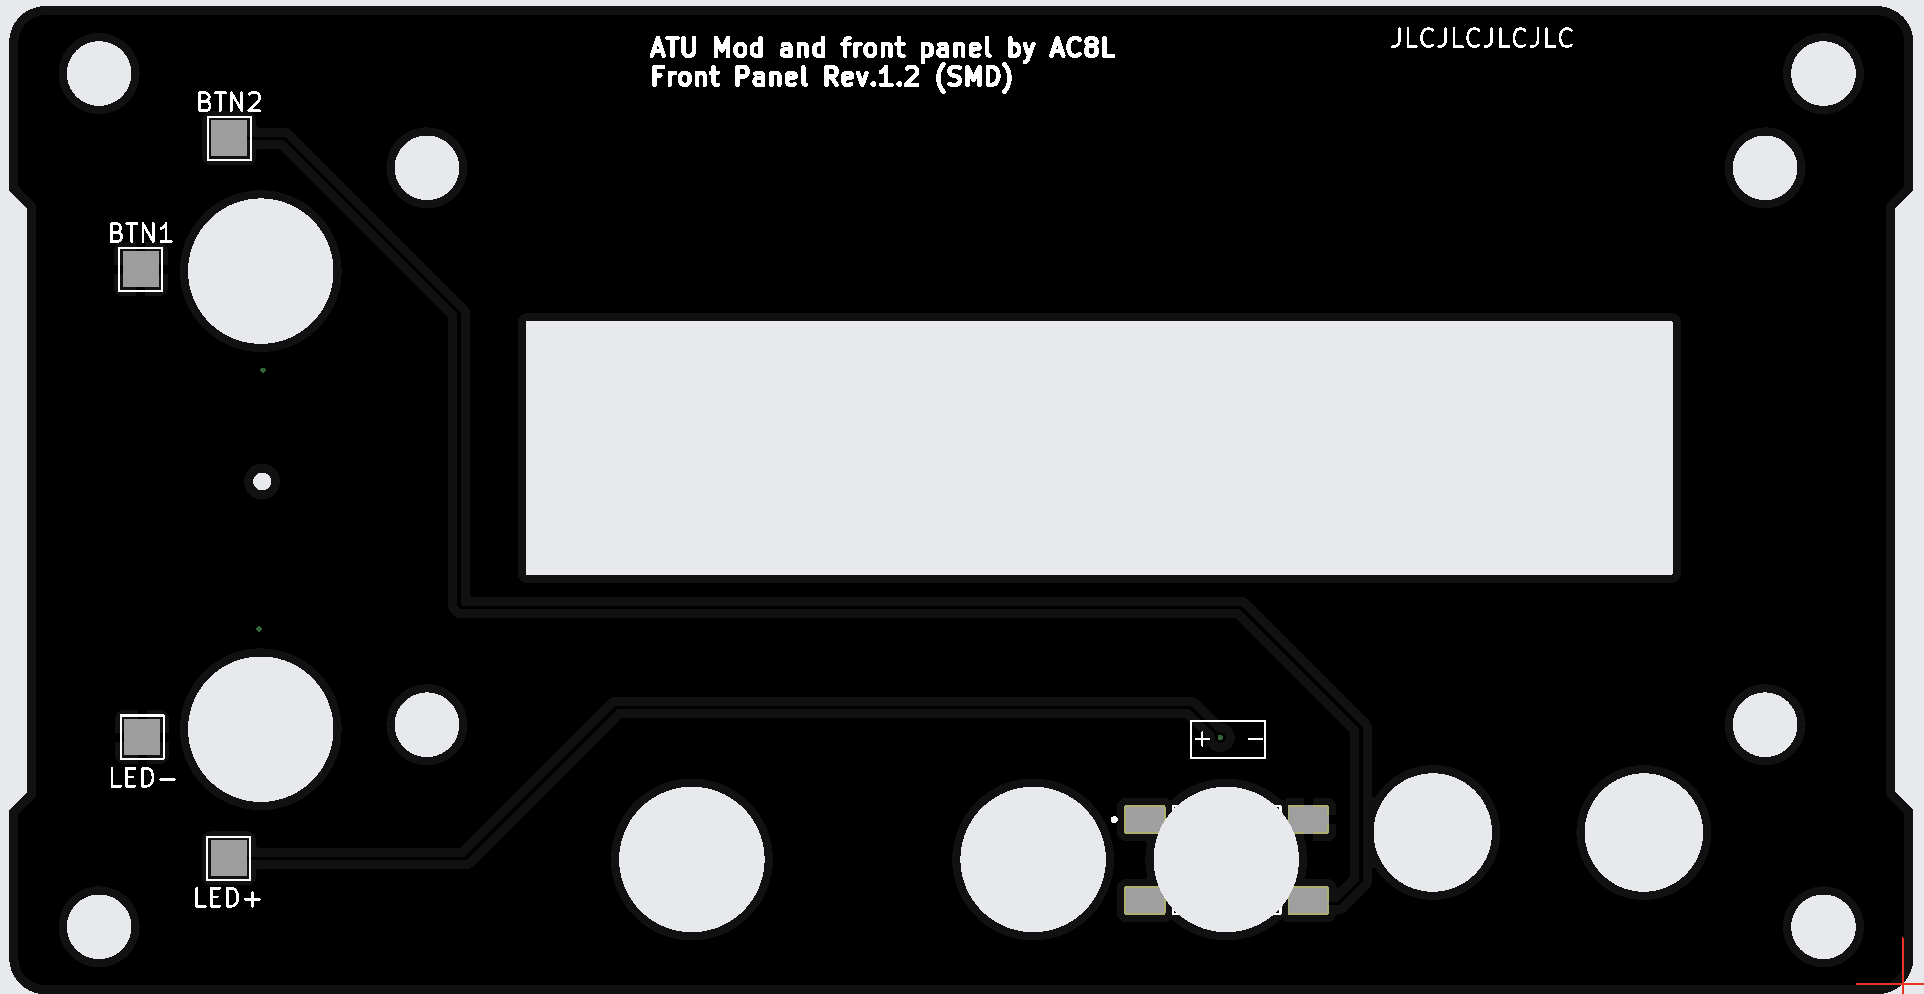 ATU Mod and front panel by AC8L
Front Panel Rev.1.2 (SMD)
JLCJLCJLCJLC
BTN2
BTN1
+ −
LED-
LED+